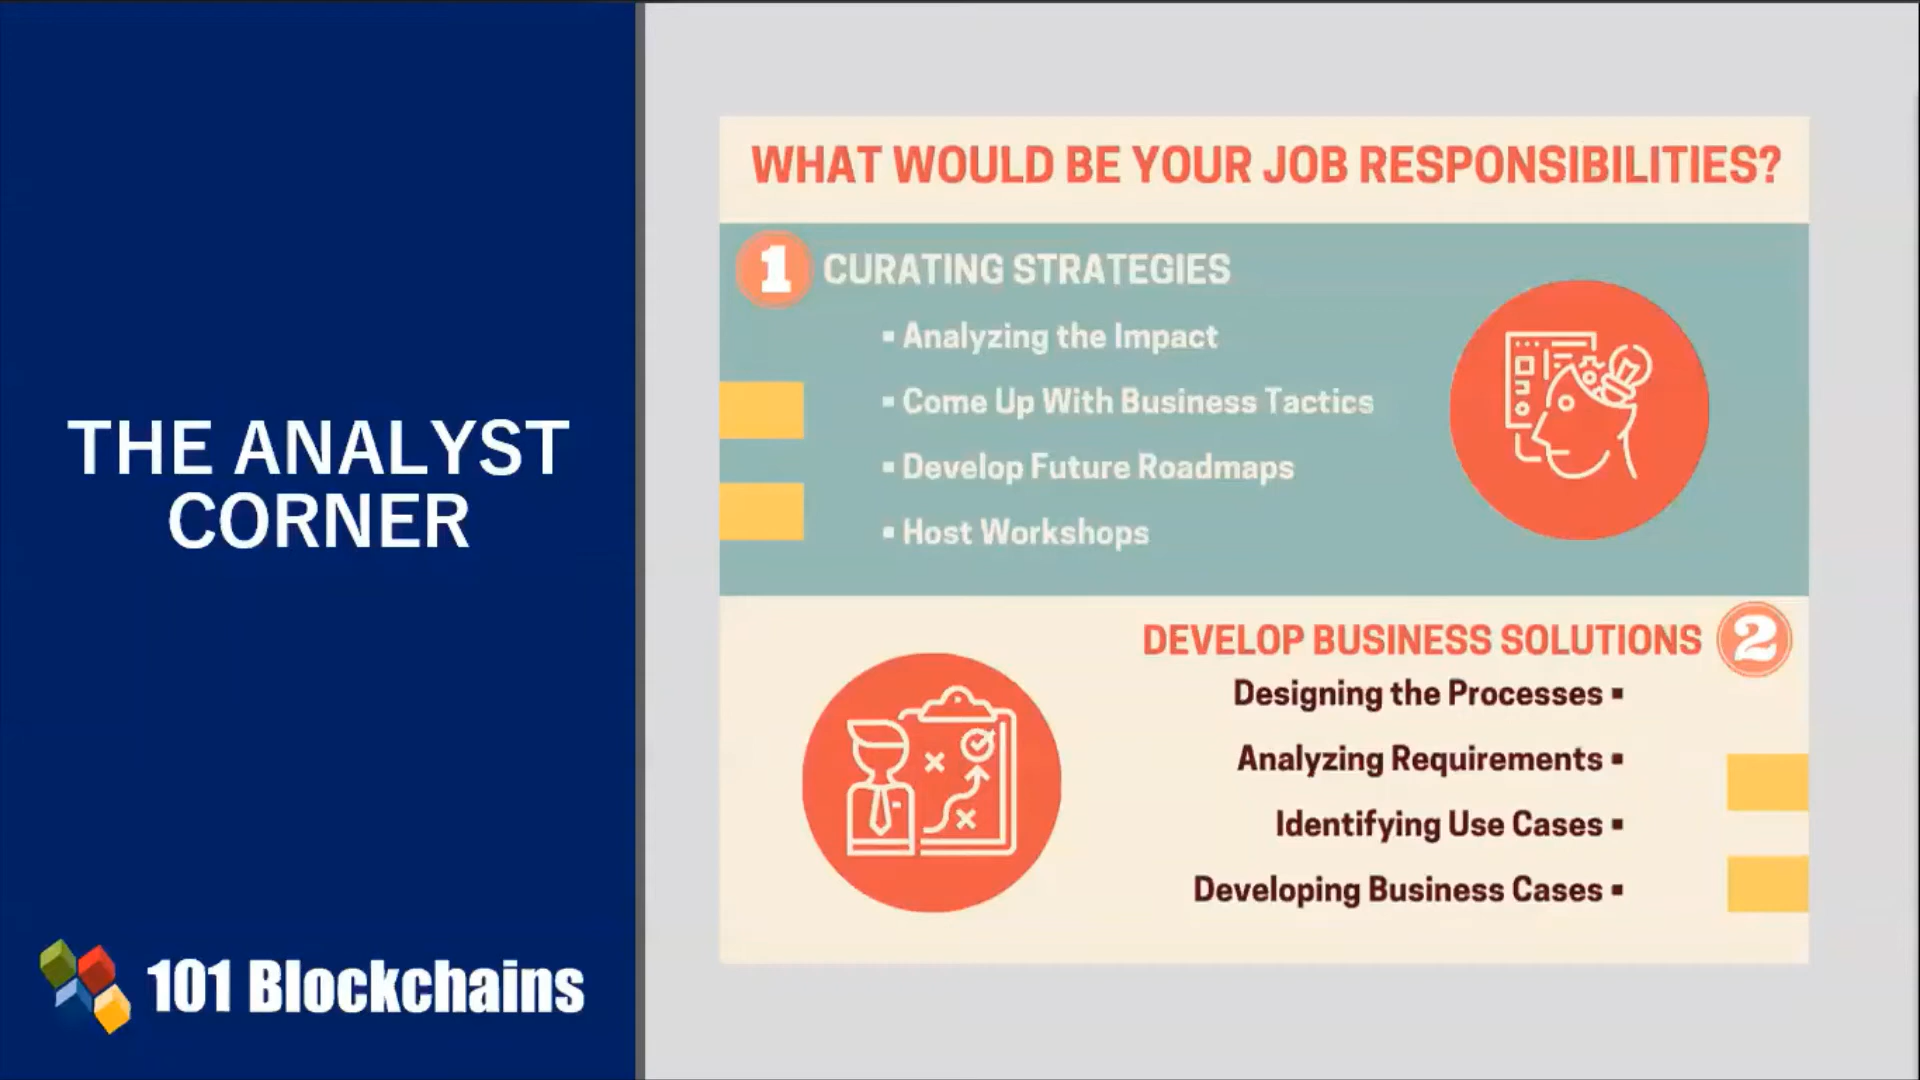 THE ANALYST
CORNER
101 Blockchains
WHAT WOULD BE YOUR JOB RESPONSIBILITIES?
1 CURATING STRATEGIES
▪ Analyzing the Impact
▪ Come Up With Business Tactics
▪ Develop Future Roadmaps
▪ Host Workshops
DEVELOP BUSINESS SOLUTIONS 2
Designing the Processes ▪
Analyzing Requirements ▪
Identifying Use Cases ▪
Developing Business Cases ▪